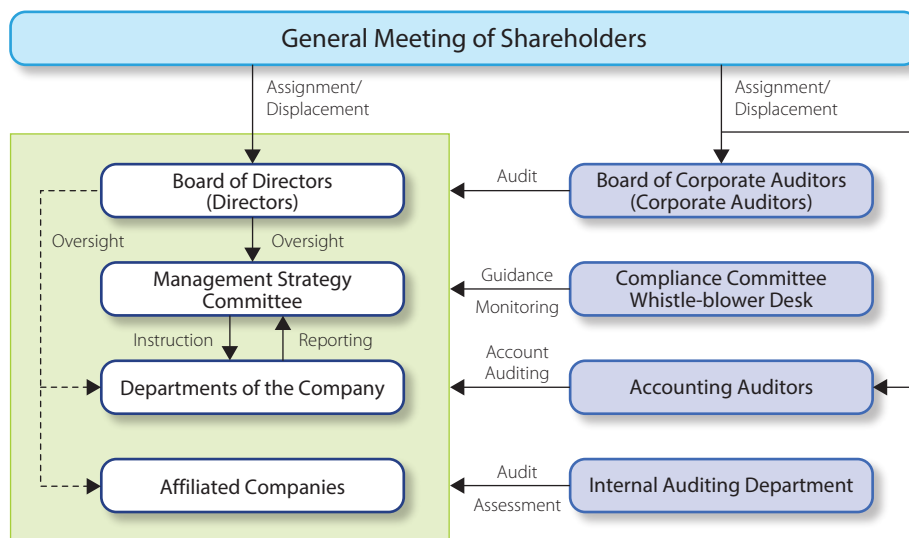 General Meeting of Shareholders
Assignment/
Displacement
Assignment/
Displacement
Board of Directors
(Directors)
Audit
Board of Corporate Auditors
(Corporate Auditors)
Oversight
Oversight
Management Strategy
Committee
Guidance
Monitoring
Compliance Committee
Whistle-blower Desk
Instruction
Reporting
Departments of the Company
Account
Auditing
Accounting Auditors
Affiliated Companies
Audit
Assessment
Internal Auditing Department